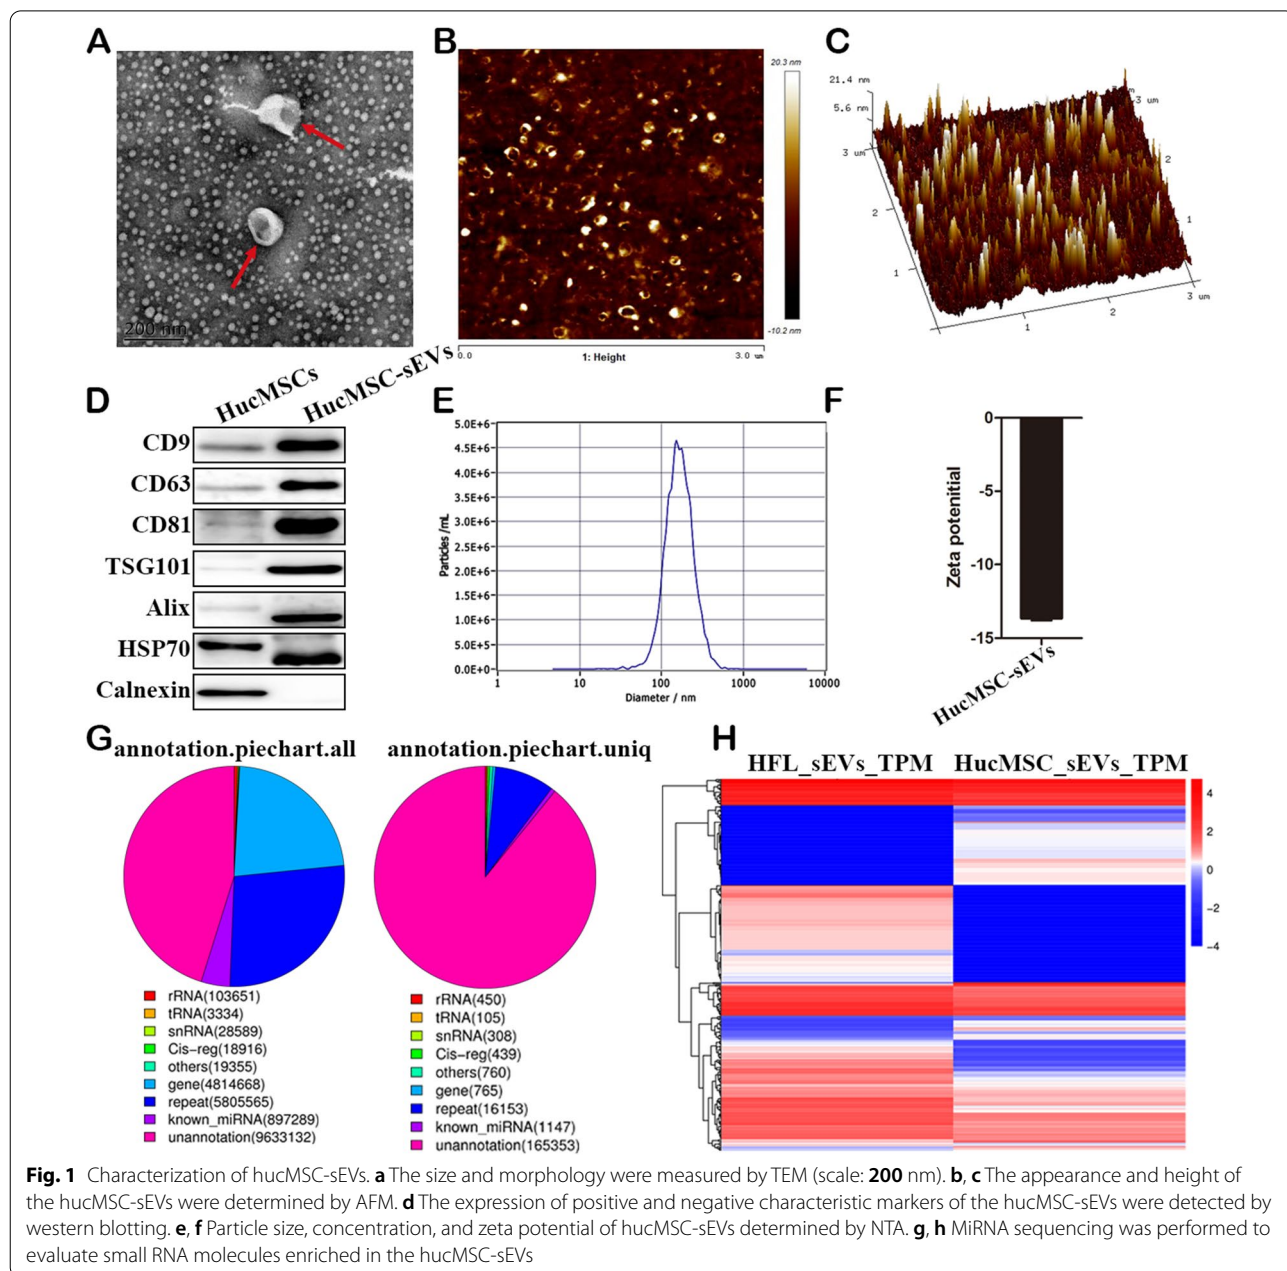 A
200 nm
B
20.3 nm
-10.2 nm
0.0
1: Height
3.0 um
C
21.4 nm
5.6 nm
3 um
2
1
3 um
2
1
1
2
3 um
D
HucMSCs
HucMSC-sEVs
CD9
CD63
CD81
TSG101
Alix
HSP70
Calnexin
E
5.0E+6
4.5E+6
4.0E+6
3.5E+6
3.0E+6
2.5E+6
2.0E+6
1.5E+6
1.0E+6
5.0E+5
0.0E+0
Particles /mL
1 10 100 1000 10000
Diameter / nm
F
0
-5
-10
-15
Zeta potenitial
HucMSC-sEVs
G
annotation.piechart.all
rRNA(103651)
tRNA(3334)
snRNA(28589)
Cis-reg(18916)
others(19355)
gene(4814668)
repeat(5805565)
known_miRNA(897289)
unannotation(9633132)
annotation.piechart.uniq
rRNA(450)
tRNA(105)
snRNA(308)
Cis-reg(439)
others(760)
gene(765)
repeat(16153)
known_miRNA(1147)
unannotation(165353)
H
HFL_sEVs_TPM HucMSC_sEVs_TPM
4
2
0
-2
-4
Fig. 1 Characterization of hucMSC-sEVs. a The size and morphology were measured by TEM (scale: 200 nm). b, c The appearance and height of
the hucMSC-sEVs were determined by AFM. d The expression of positive and negative characteristic markers of the hucMSC-sEVs were detected by
western blotting. e, f Particle size, concentration, and zeta potential of hucMSC-sEVs determined by NTA. g, h MiRNA sequencing was performed to
evaluate small RNA molecules enriched in the hucMSC-sEVs